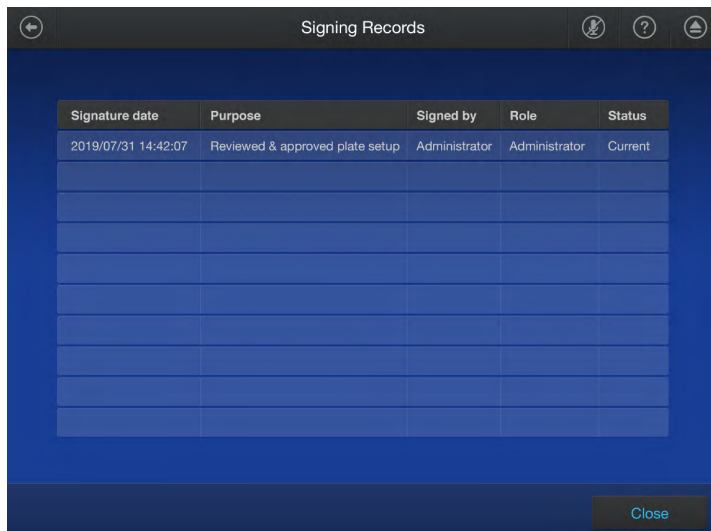 Signing Records
?
Signature date Purpose Signed by Role Status
2019/07/31 14:42:07 Reviewed & approved plate setup Administrator Administrator Current
Close